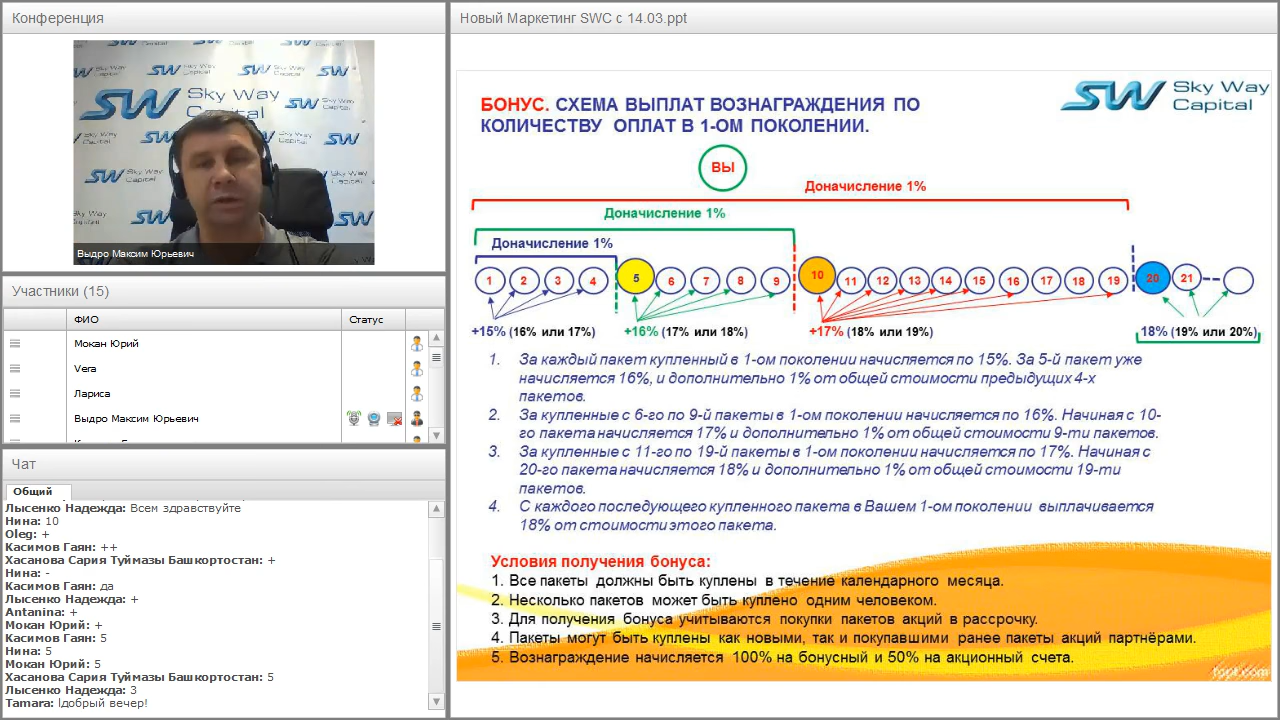 Конференция
Sky Way
Capital
Выдро Максим Юрьевич
Участники (15)
ФИО
Статус
Мокан Юрий
Vera
Лариса
Выдро Максим Юрьевич
Чат
Общий
Лысенко Надежда: Всем здравствуйте
Нина: 10
Oleg: +
Касимов Гаян: ++
Хасанова Сария Туймазы Башкортостан: +
Нина: -
Касимов Гаян: да
Лысенко Надежда: +
Antanina: +
Мокан Юрий: +
Касимов Гаян: 5
Нина: 5
Мокан Юрий: 5
Хасанова Сария Туймазы Башкортостан: 5
Лысенко Надежда: 3
Tamara: !добрый вечер!
Новый Маркетинг SWC с 14.03.ppt
SW Sky Way
Capital
БОНУС. СХЕМА ВЫПЛАТ ВОЗНАГРАЖДЕНИЯ ПО
КОЛИЧЕСТВУ ОПЛАТ В 1-ОМ ПОКОЛЕНИИ.
ВЫ
Доначисление 1%
Доначисление 1%
Доначисление 1%
1 2 3 4 5 6 7 8 9 10 11 12 13 14 15 16 17 18 19 20 21
+15% (16% или 17%) +16% (17% или 18%) +17% (18% или 19%) 18% (19% или 20%)
1. За каждый пакет купленный в 1-ом поколении начисляется по 15%. За 5-й пакет уже
начисляется 16%, и дополнительно 1% от общей стоимости предыдущих 4-х
пакетов.
2. За купленные с 6-го по 9-й пакеты в 1-ом поколении начисляется по 16%. Начиная с 10-
го пакета начисляется 17% и дополнительно 1% от общей стоимости 9-ти пакетов.
3. За купленные с 11-го по 19-й пакеты в 1-ом поколении начисляется по 17%. Начиная с
20-го пакета начисляется 18% и дополнительно 1% от общей стоимости 19-ти
пакетов.
4. С каждого последующего купленного пакета в Вашем 1-ом поколении выплачивается
18% от стоимости этого пакета.
Условия получения бонуса:
1. Все пакеты должны быть куплены в течение календарного месяца.
2. Несколько пакетов может быть куплено одним человеком.
3. Для получения бонуса учитываются покупки пакетов акций в рассрочку.
4. Пакеты могут быть куплены как новыми, так и покупавшими ранее пакеты акций партнёрами.
5. Вознаграждение начисляется 100% на бонусный и 50% на акционный счета.